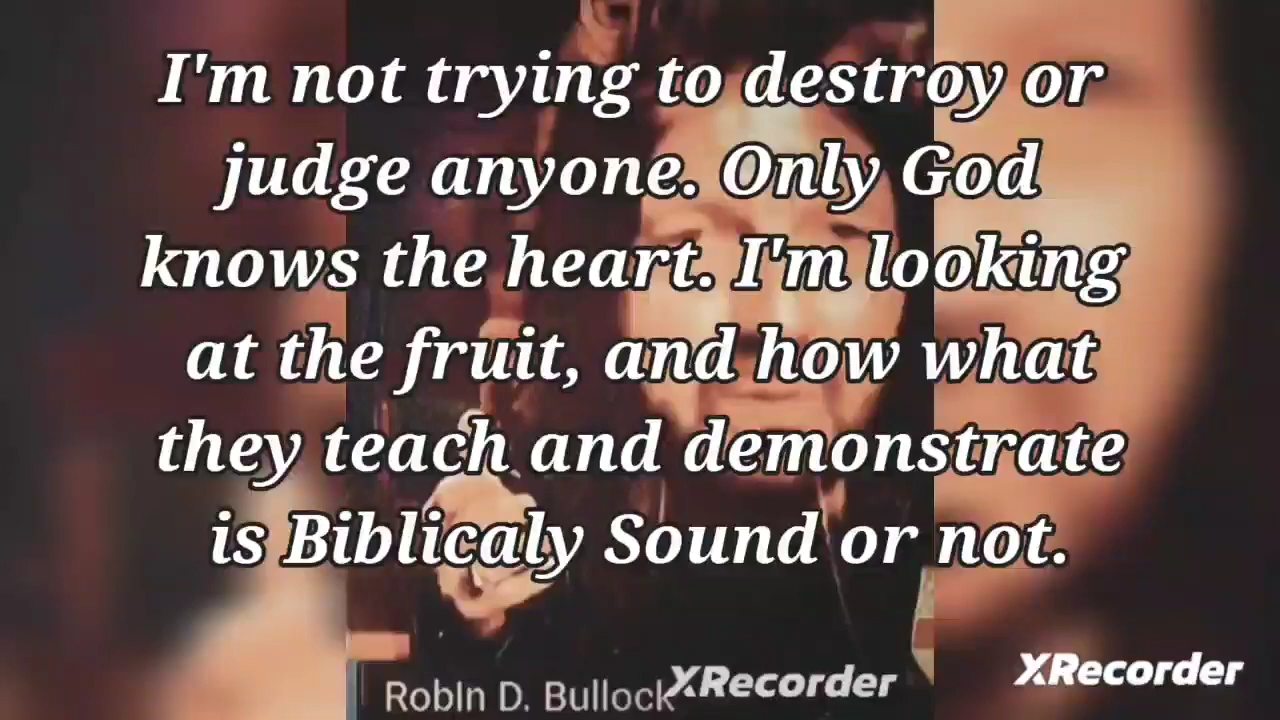 I'm not trying to destroy or
judge anyone. Only God
knows the heart. I'm looking
at the fruit, and how what
they teach and demonstrate
is Biblicaly Sound or not.
RobIn D. Bullock
XRecorder
XRecorder